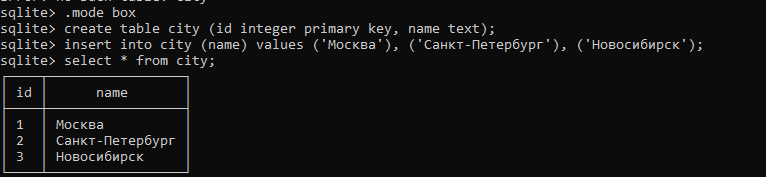 sqlite> .mode box
sqlite> create table city (id integer primary key, name text);
sqlite> insert into city (name) values ('Москва'), ('Санкт-Петербург'), ('Новосибирск');
sqlite> select * from city;
id name
1 Москва
2 Санкт-Петербург
3 Новосибирск